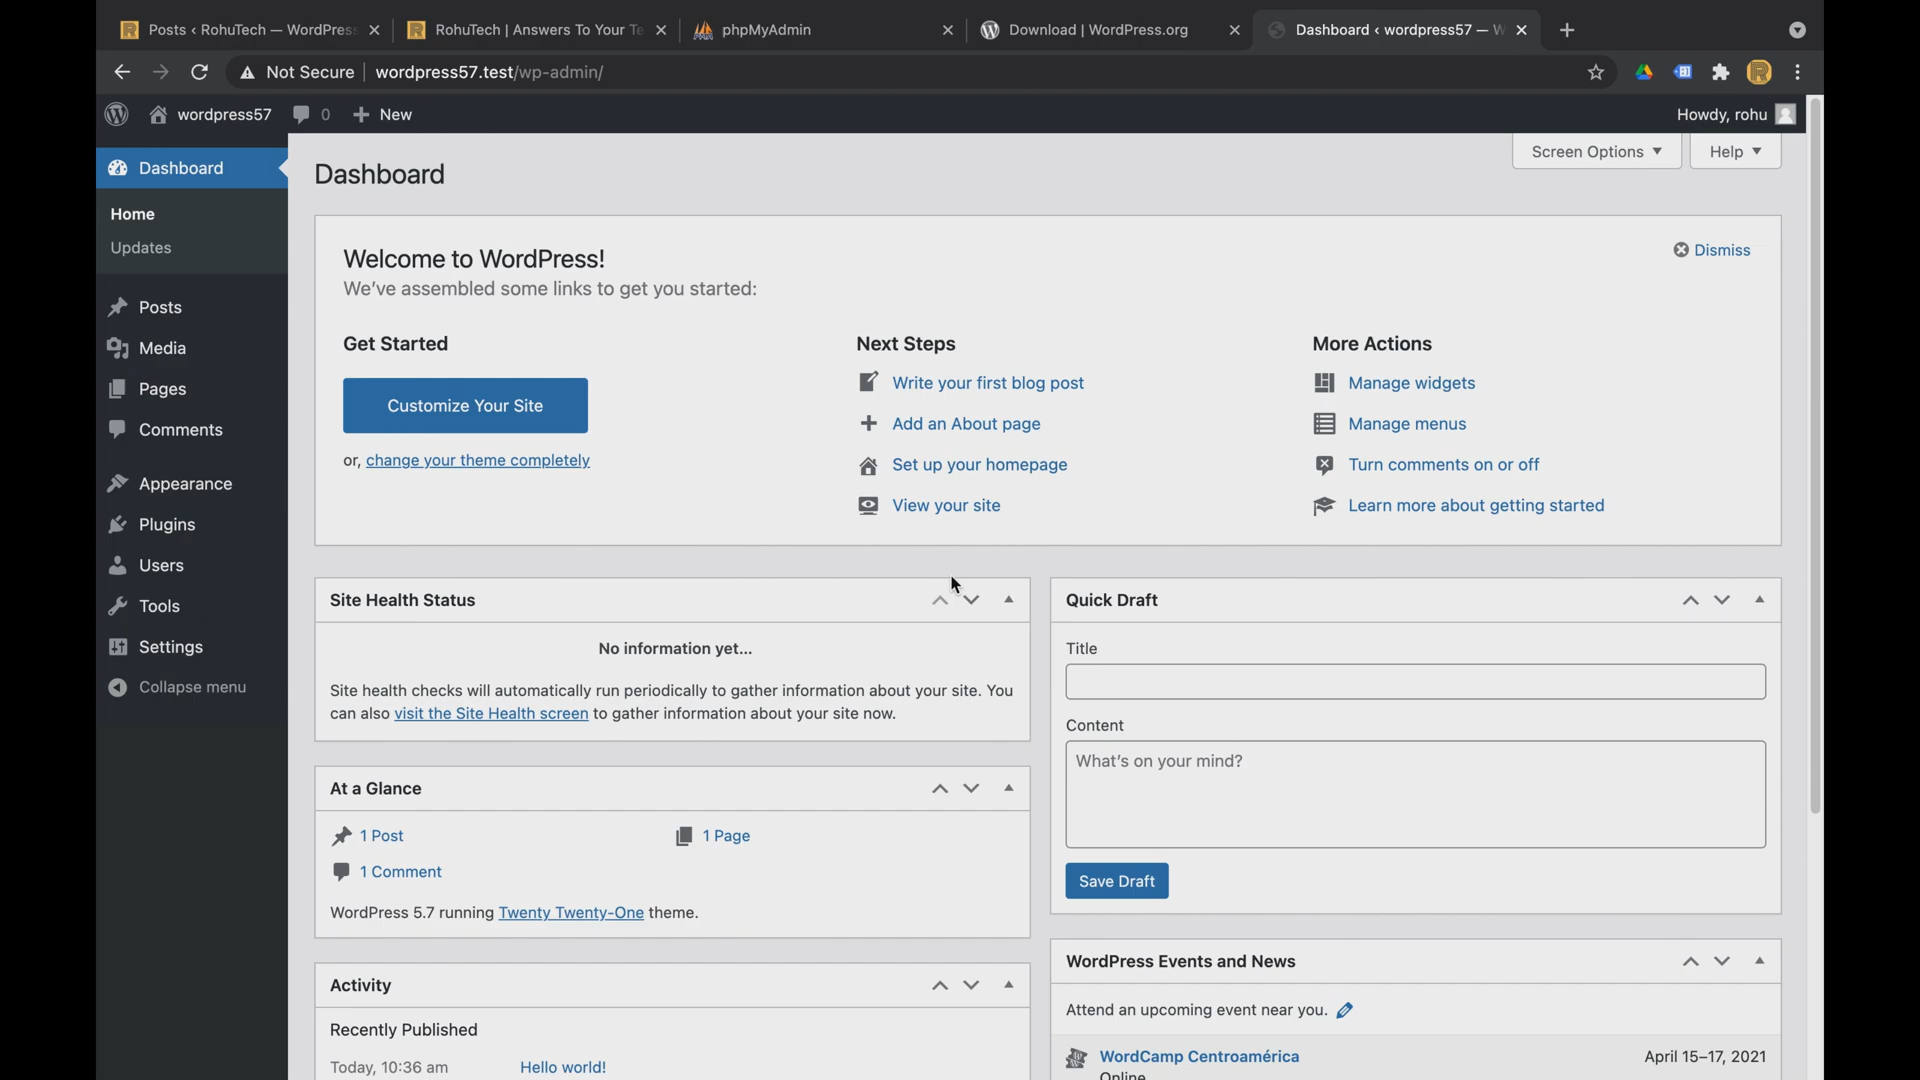 Posts ‹ RohuTech — WordPress
RohuTech | Answers To Your Te
phpMyAdmin
Download | WordPress.org
Dashboard ‹ wordpress57 — W
Not Secure
wordpress57.test/wp-admin/
wordpress57
0
New
Howdy, rohu
Dashboard
Home
Updates
Posts
Media
Pages
Comments
Appearance
Plugins
Users
Tools
Settings
Collapse menu
Dashboard
Screen Options
Help
Welcome to WordPress!
We've assembled some links to get you started:
Dismiss
Get Started
Customize Your Site
or, change your theme completely
Next Steps
Write your first blog post
Add an About page
Set up your homepage
View your site
More Actions
Manage widgets
Manage menus
Turn comments on or off
Learn more about getting started
Site Health Status
No information yet...
Site health checks will automatically run periodically to gather information about your site. You
can also visit the Site Health screen to gather information about your site now.
At a Glance
1 Post
1 Page
1 Comment
WordPress 5.7 running Twenty Twenty-One theme.
Activity
Recently Published
Today, 10:36 am
Hello world!
Quick Draft
Title
Content
What's on your mind?
Save Draft
WordPress Events and News
Attend an upcoming event near you.
WordCamp Centroamérica
April 15–17, 2021
Online